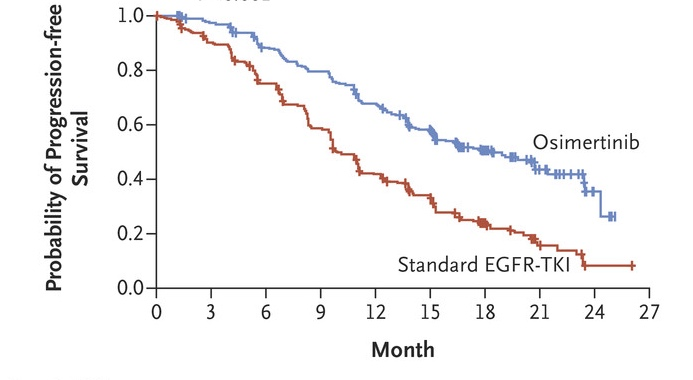 Probability of Progression-free
Survival
1.0
0.8
0.6
0.4
0.2
0.0
Osimertinib
Standard EGFR-TKI
0 3 6 9 12 15 18 21 24 27
Month